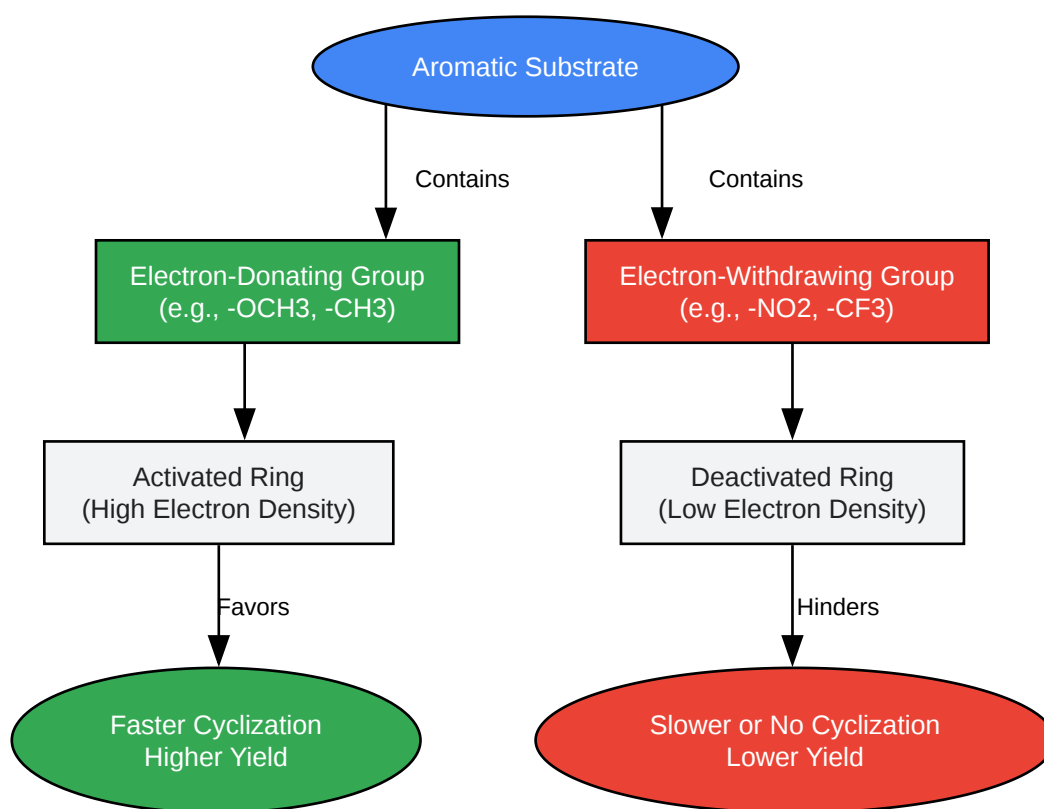 Aromatic Substrate
Contains
Contains
Electron-Donating Group
(e.g., -OCH3, -CH3)
Electron-Withdrawing Group
(e.g., -NO2, -CF3)
Activated Ring
(High Electron Density)
Deactivated Ring
(Low Electron Density)
Favors
Hinders
Faster Cyclization
Higher Yield
Slower or No Cyclization
Lower Yield